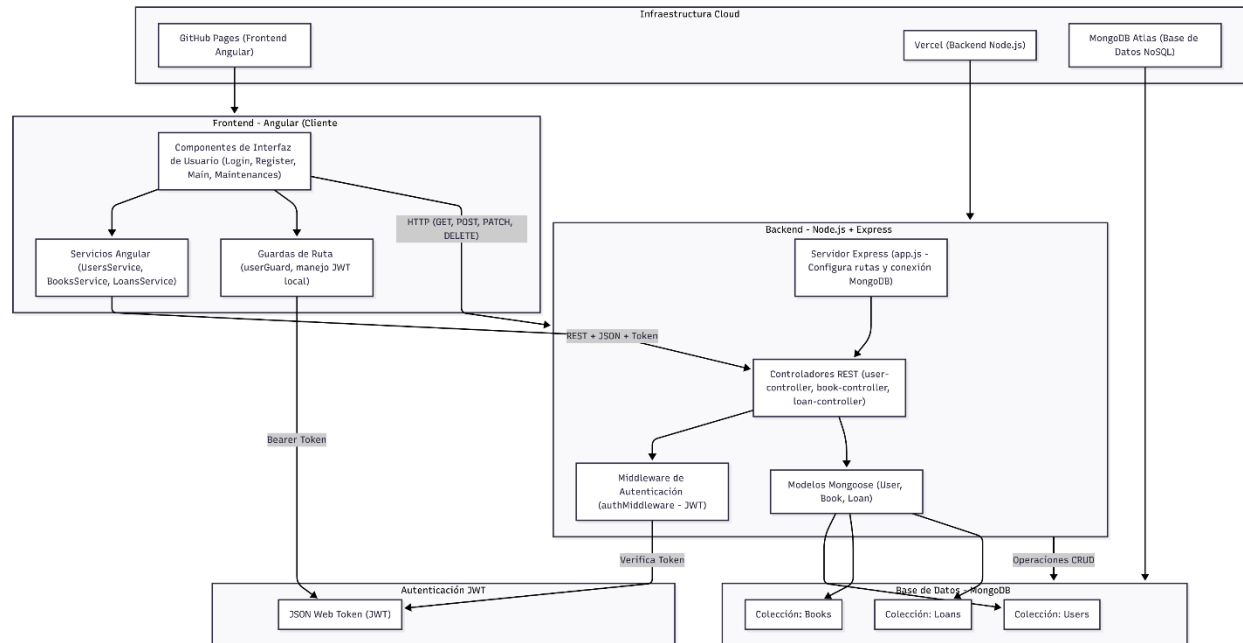 Infraestructura Cloud
GitHub Pages (Frontend
Angular)
Vercel (Backend Node.js)
MongoDB Atlas (Base de
Datos NoSQL)
Frontend - Angular (Cliente
Componentes de Interfaz
de Usuario (Login, Register,
Main, Maintenances)
HTTP (GET, POST, PATCH,
DELETE)
Servicios Angular
(UsersService,
BooksService, LoansService)
Guardas de Ruta
(userGuard, manejo JWT
local)
Backend - Node.js + Express
Servidor Express (app.js -
Configura rutas y conexión
MongoDB)
REST + JSON + Token
Controladores REST (user-
controller, book-controller,
loan-controller)
Bearer Token
Middleware de
Autenticación
(authMiddleware - JWT)
Modelos Mongoose (User,
Book, Loan)
Verifica Token
Operaciones CRUD
Autenticación JWT
JSON Web Token (JWT)
Base de Datos - MongoDB
Colección: Books
Colección: Loans
Colección: Users